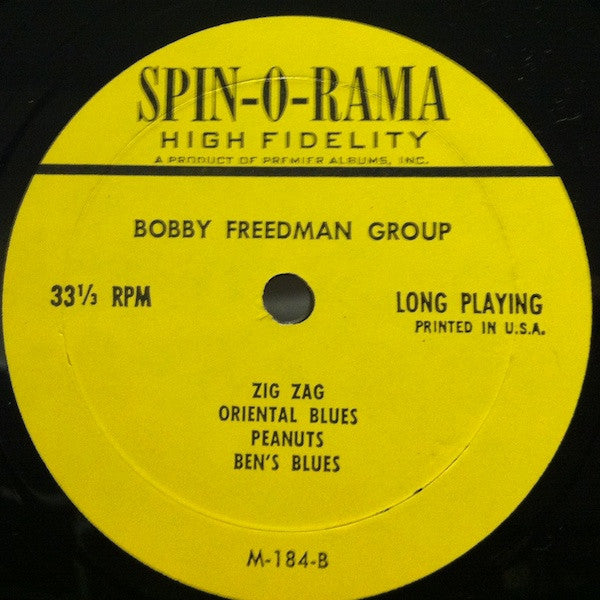 SPIN-O-RAMA
HIGH FIDELITY
A PRODUCT OF PREMIER ALBUMS, INC.
BOBBY FREEDMAN GROUP
33⅓ RPM
LONG PLAYING
PRINTED IN U.S.A.
ZIG ZAG
ORIENTAL BLUES
PEANUTS
BEN'S BLUES
M-184-B